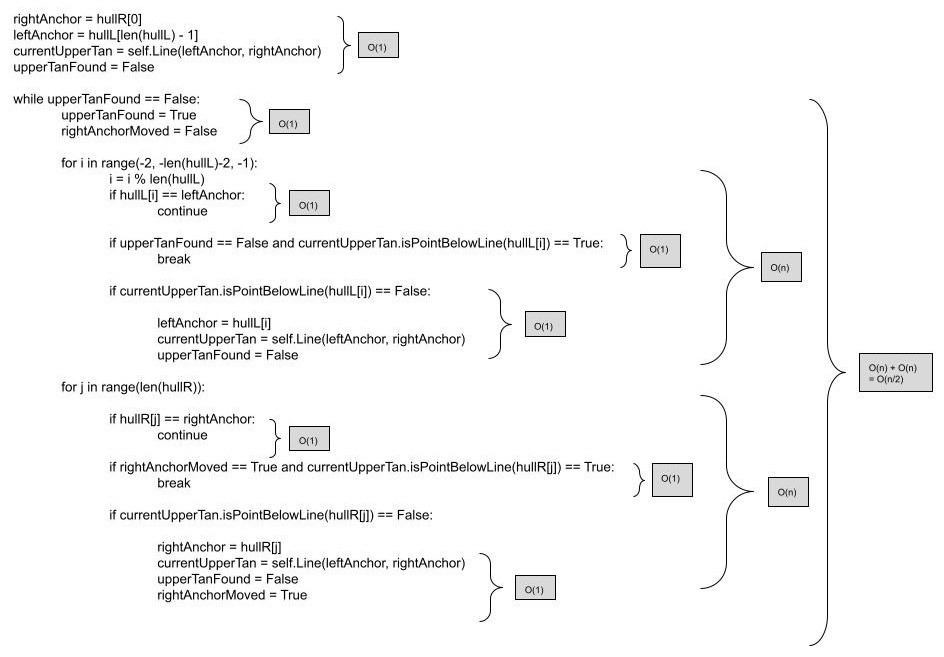 rightAnchor = hullR[0]
leftAnchor = hullL[len(hullL) - 1]
currentUpperTan = self.Line(leftAnchor, rightAnchor)
upperTanFound = False
O(1)
while upperTanFound == False:
upperTanFound = True
rightAnchorMoved = False
O(1)
for i in range(-2, -len(hullL)-2, -1):
i = i % len(hullL)
if hullL[i] == leftAnchor:
continue
O(1)
if upperTanFound == False and currentUpperTan.isPointBelowLine(hullL[i]) == True:
break
O(1)
if currentUpperTan.isPointBelowLine(hullL[i]) == False:
leftAnchor = hullL[i]
currentUpperTan = self.Line(leftAnchor, rightAnchor)
upperTanFound = False
O(1)
O(n)
for j in range(len(hullR)):
if hullR[j] == rightAnchor:
continue
O(1)
if rightAnchorMoved == True and currentUpperTan.isPointBelowLine(hullR[j]) == True:
break
O(1)
if currentUpperTan.isPointBelowLine(hullR[j]) == False:
rightAnchor = hullR[j]
currentUpperTan = self.Line(leftAnchor, rightAnchor)
upperTanFound = False
rightAnchorMoved = True
O(1)
O(n)
O(n) + O(n)
= O(n/2)